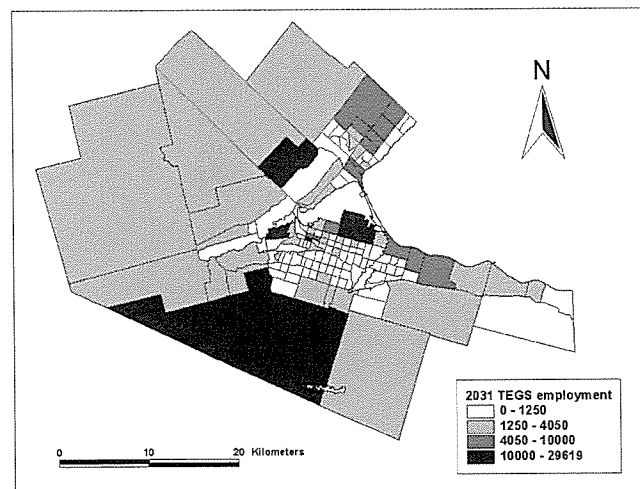 N
2031 TEGS employment
0 - 1250
1250 - 4050
4050 - 10000
10000 - 29619
0 10 20 Kilometers